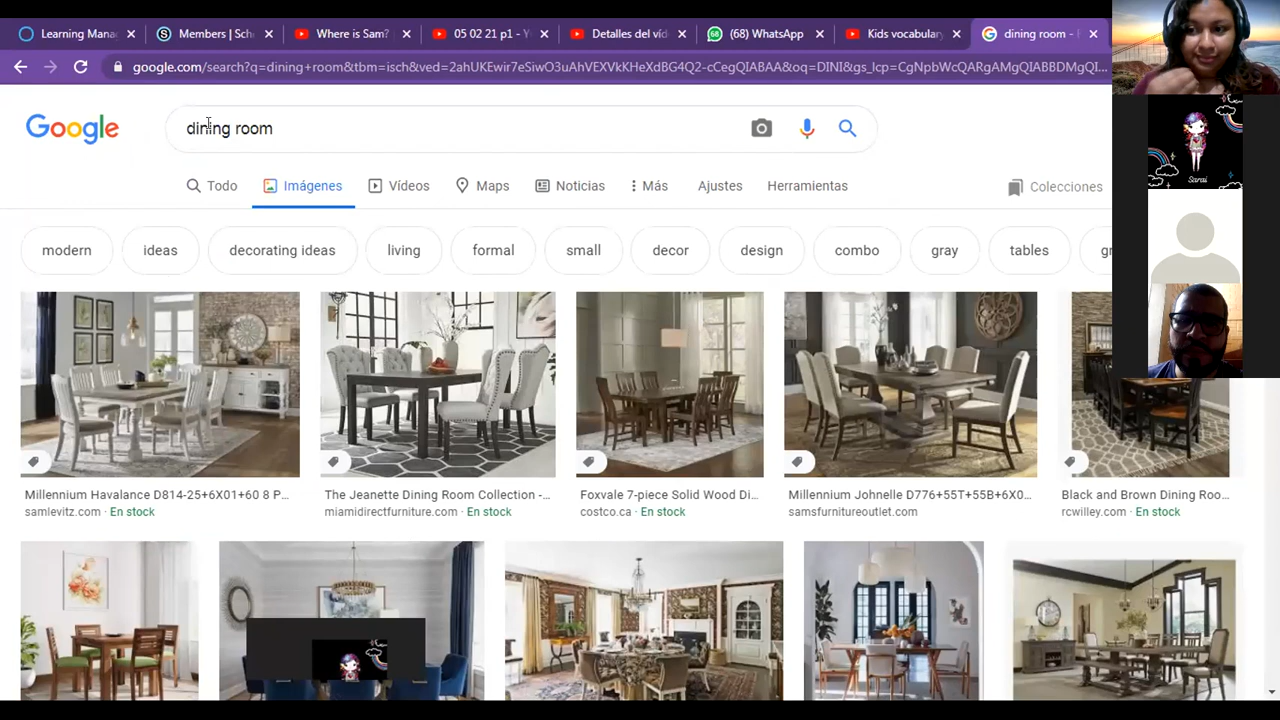 Learning Mana
Members | Sch
Where is Sam?
05 02 21 p1 - Y
Detalles del víd
(68) WhatsApp
Kids vocabulary
dining room -
google.com/search?q=dining+room&tbm=isch&ved=2ahUKEwir7eSiwO3uAhVEXVkKHeXdBG4Q2-cCegQIABAA&oq=DINI&gs_lcp=CgNpbWcQARgAMgQIABBDMgQI...
Google
dining room
Todo
Imágenes
Vídeos
Maps
Noticias
Más
Ajustes
Herramientas
Colecciones
modern
ideas
decorating ideas
living
formal
small
decor
design
combo
gray
tables
Sarai
Millennium Havalance D814-25+6X01+60 8 P...
samlevitz.com · En stock
The Jeanette Dining Room Collection -...
miamidirectfurniture.com · En stock
Foxvale 7-piece Solid Wood Di...
costco.ca · En stock
Millennium Johnelle D776+55T+55B+6X0...
samsfurnitureoutlet.com
Black and Brown Dining Roo...
rcwilley.com · En stock